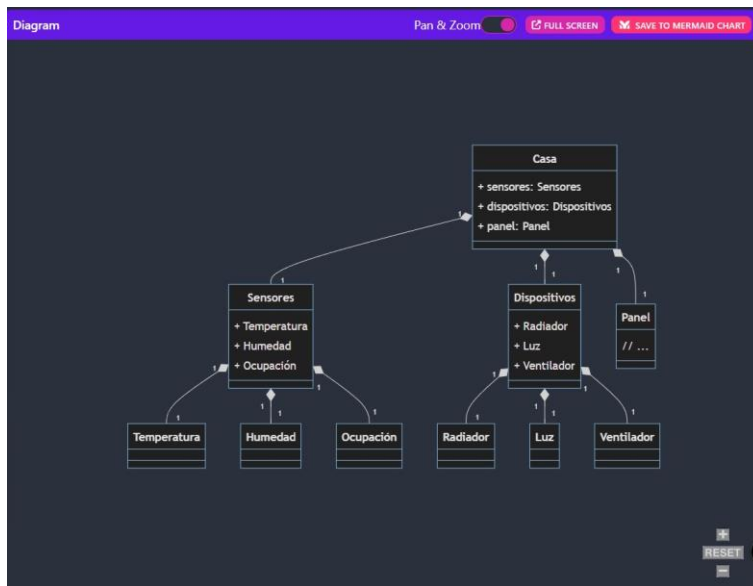 Diagram
Pan & Zoom
FULL SCREEN
SAVE TO MERMAID CHART
Casa
+ sensores: Sensores
+ dispositivos: Dispositivos
+ panel: Panel
1
1
1
1
1
1
Sensores
+ Temperatura
+ Humedad
+ Ocupación
Dispositivos
+ Radiador
+ Luz
+ Ventilador
Panel
// ...
1
1
1
1
1
1
1
1
1
1
1
1
Temperatura
Humedad
Ocupación
Radiador
Luz
Ventilador
+
RESET
−